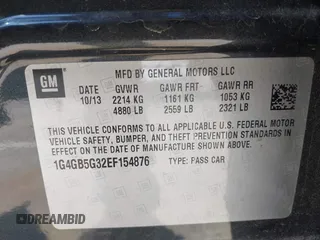 GM
MFD BY GENERAL MOTORS LLC
DATE GVWR GAWR FRT GAWR RR
10/13 2214 KG 1161 KG 1053 KG
4880 LB 2559 LB 2321 LB
THIS VEHICLE CONFORMS TO ALL APPLICABLE U.S. FEDERAL MOTOR
VEHICLE SAFETY, BUMPER, AND THEFT PREVENTION STANDARDS
IN EFFECT ON THE DATE OF MANUFACTURE SHOWN ABOVE.
1G4GB5G32EF154876 TYPE: PASS CAR
DREAMBID